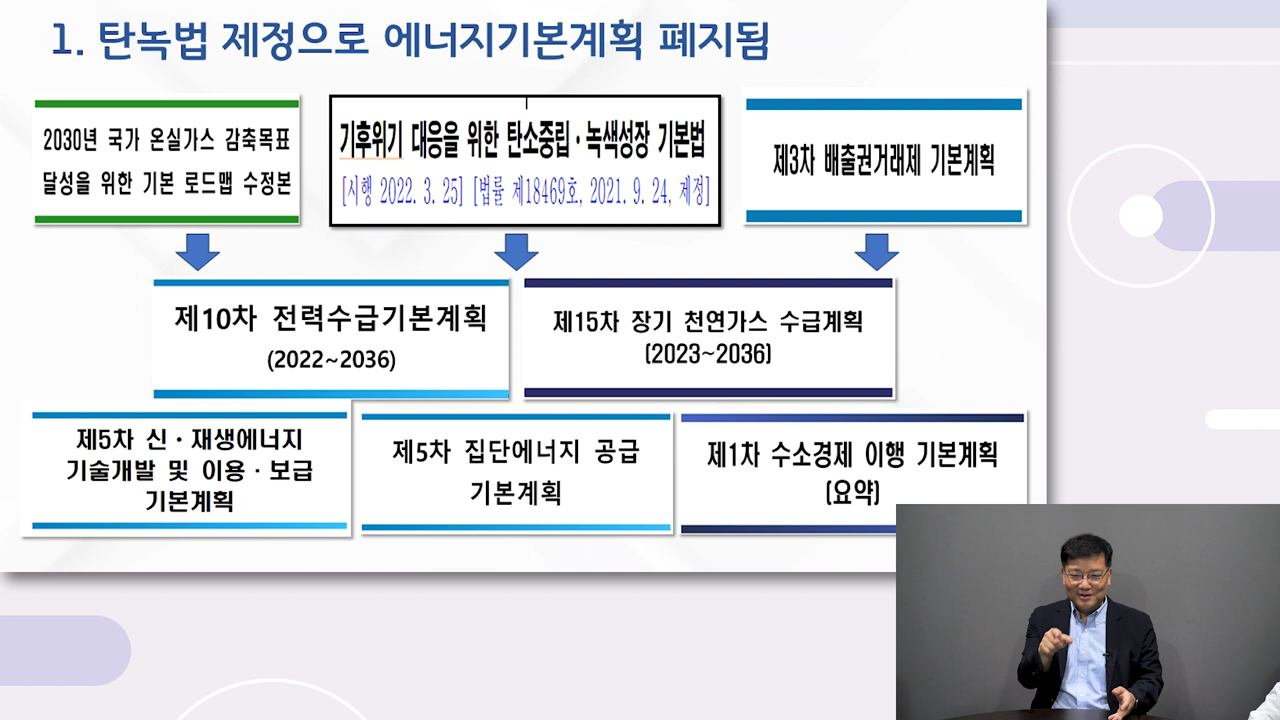 1. 탄녹법 제정으로 에너지기본계획 폐지됨
2030년 국가 온실가스 감축목표
달성을 위한 기본 로드맵 수정본
기후위기 대응을 위한 탄소중립·녹색성장 기본법
[시행 2022. 3. 25] [법률 제18469호, 2021. 9. 24, 제정]
제3차 배출권거래제 기본계획
제10차 전력수급기본계획
(2022~2036)
제15차 장기 천연가스 수급계획
(2023~2036)
제5차 신·재생에너지
기술개발 및 이용·보급
기본계획
제5차 집단에너지 공급
기본계획
제1차 수소경제 이행 기본계획
(요약)